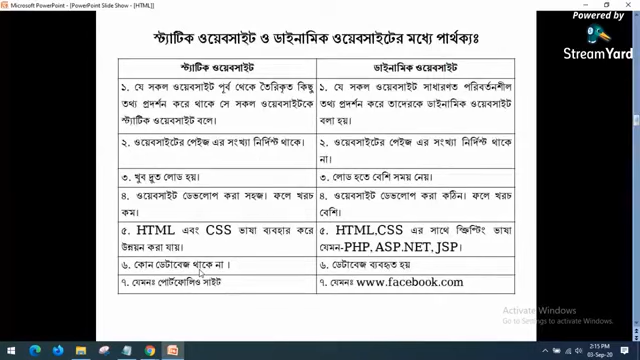 Microsoft PowerPoint - [PowerPoint Slide Show - [HTML]]
Powered by
StreamYard
স্ট্যাটিক ওয়েবসাইট ও ডাইনামিক ওয়েবসাইটের মধ্যে পার্থক্যঃ
স্ট্যাটিক ওয়েবসাইট
ডাইনামিক ওয়েবসাইট
১. যে সকল ওয়েবসাইট পূর্ব থেকে তৈরিকৃত কিছু
তথ্য প্রদর্শন করে থাকে সে সকল ওয়েবসাইটকে
স্ট্যাটিক ওয়েবসাইট বলে।
১. যে সকল ওয়েবসাইট সাধারণত পরিবর্তনশীল
তথ্য প্রদর্শন করে তাদেরকে ডাইনামিক ওয়েবসাইট
বলা হয়।
২. ওয়েবসাইটের পেইজ এর সংখ্যা নির্দিস্ট থাকে।
২. ওয়েবসাইটের পেইজ এর সংখ্যা নির্দিস্ট থাকে
না।
৩. খুব দ্রুত লোড হয়।
৩. লোড হতে বেশি সময় নেয়।
৪. ওয়েবসাইট ডেভলোপ করা সহজ। ফলে খরচ
কম।
৪. ওয়েবসাইট ডেভলোপ করা কঠিন। ফলে খরচ
বেশি।
৫. HTML এবং CSS ভাষা ব্যবহার করে
উন্নয়ন করা যায়।
৫. HTML,CSS এর সাথে স্ক্রিপ্টিং ভাষা
যেমন-PHP, ASP.NET, JSP।
৬. কোন ডেটাবেজ থাকে না ।
৬. ডেটাবেজ ব্যবহৃত হয়
৭. যেমনঃ পোর্টফোলিও সাইট
৭. যেমনঃ www.facebook.com
Activate Windows
Go to Settings to activate Windows.
2:15 PM
03-Sep-20